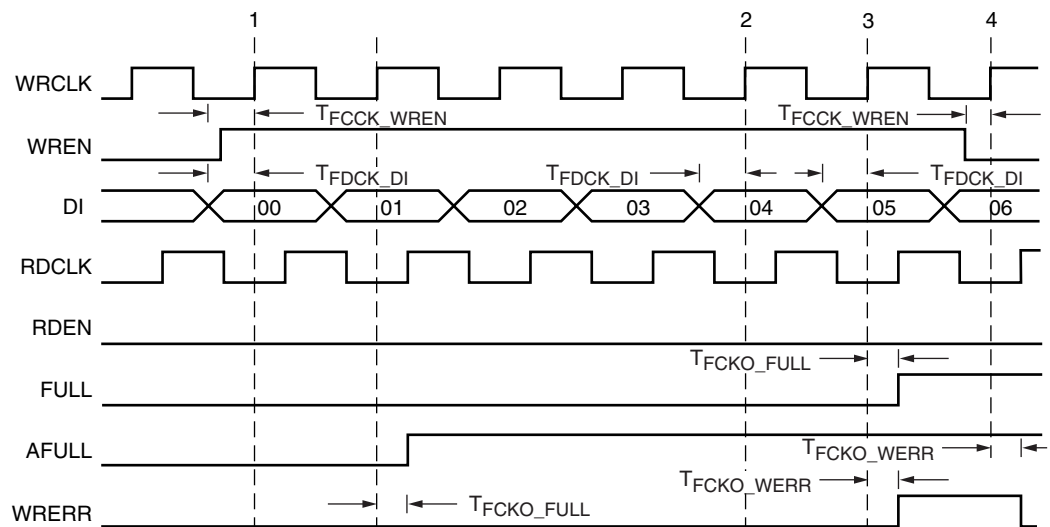 1 2 3 4
WRCLK
TFCCK_WREN TFCCK_WREN
WREN
TFDCK_DI TFDCK_DI TFDCK_DI
DI 00 01 02 03 04 05 06
RDCLK
RDEN
TFCKO_FULL
FULL
AFULL
TFCKO_WERR
TFCKO_WERR
TFCKO_FULL
WRERR